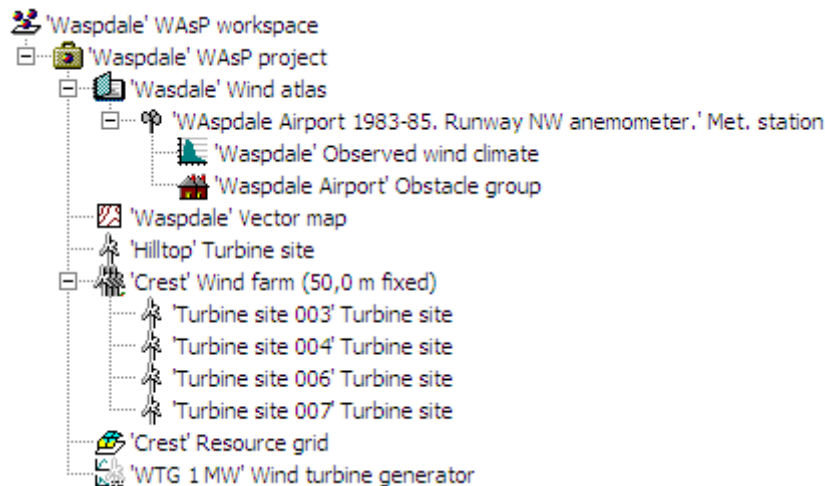 'Waspdale' WAsP workspace
'Waspdale' WAsP project
'Wasdale' Wind atlas
'WAspdale Airport 1983-85. Runway NW anemometer.' Met. station
'Waspdale' Observed wind climate
'Waspdale Airport' Obstacle group
'Waspdale' Vector map
'Hilltop' Turbine site
'Crest' Wind farm (50,0 m fixed)
'Turbine site 003' Turbine site
'Turbine site 004' Turbine site
'Turbine site 006' Turbine site
'Turbine site 007' Turbine site
'Crest' Resource grid
'WTG 1 MW' Wind turbine generator